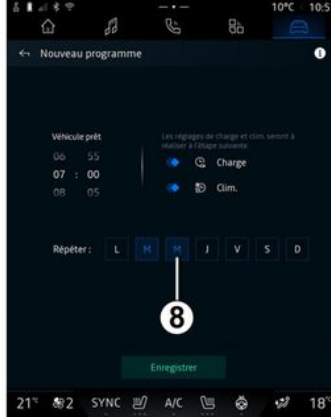 10°C 10:5
Nouveau programme
Véhicule prêt
Les réglages de charge et clim. seront à
réaliser à l'étape suivante.
06 55
07 : 00
08 05
Charge
Clim.
Répéter : L M M J V S D
8
Enregistrer
21° 2 SYNC A/C 18°